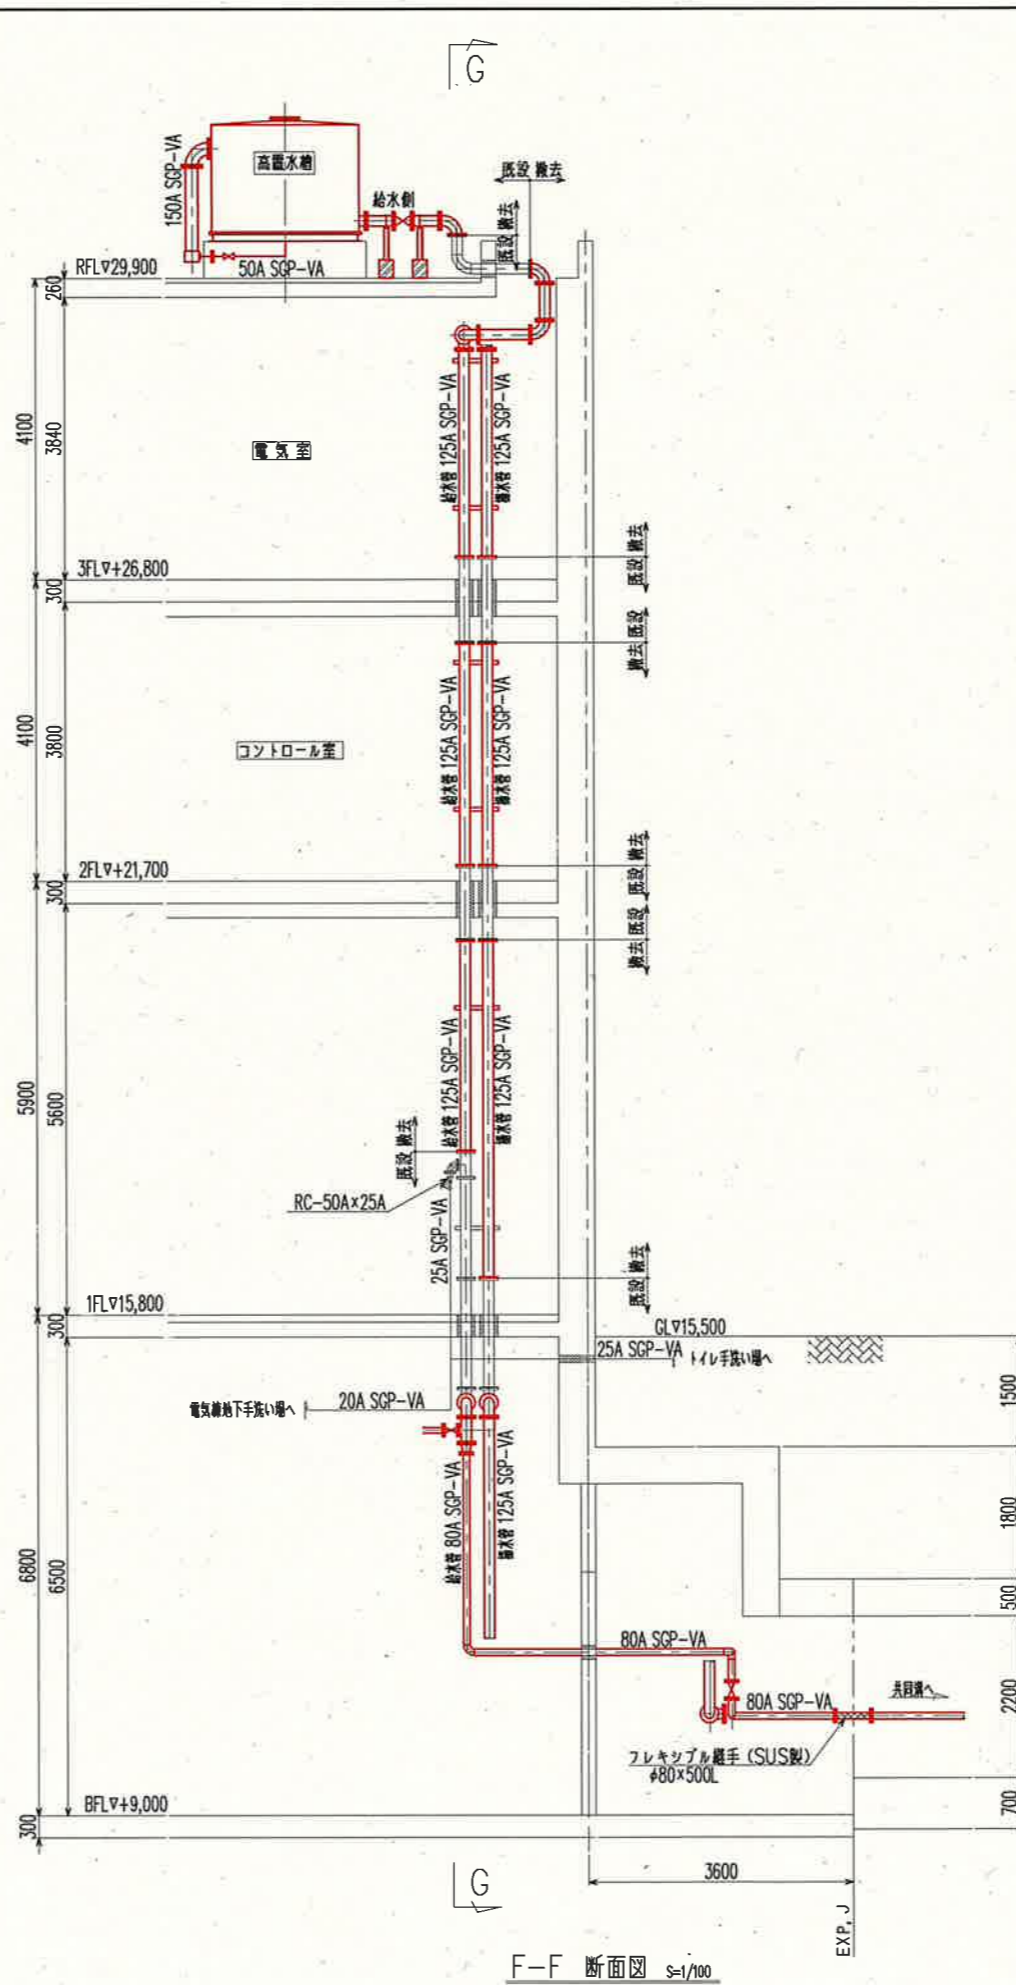 G
150A SGP-VA
高置水槽
給水側
既設 撤去
既設 撤去
50A SGP-VA
RFL▽29,900
260
4100
3840
電気室
給水管 125A SGP-VA
揚水管 125A SGP-VA
既設 撤去
3FL▽+26,800
300
撤去 既設
4100
3800
コントロール室
給水管 125A SGP-VA
揚水管 125A SGP-VA
既設 撤去
2FL▽+21,700
300
撤去 既設
5900
5600
給水管 125A SGP-VA
揚水管 125A SGP-VA
既設 撤去
RC-50A×25A
25A SGP-VA
既設 撤去
1FL▽15,800
300
GL▽15,500
25A SGP-VA
トイレ手洗い場へ
20A SGP-VA
1500
給水管 80A SGP-VA
揚水管 125A SGP-VA
1800
6800
6500
500
80A SGP-VA
2200
80A SGP-VA
共同溝へ
フレキシブル継手(SUS製)
φ80×500L
700
BFL▽+9,000
300
3600
G
EXP,J
F-F 断面図 S=1/100